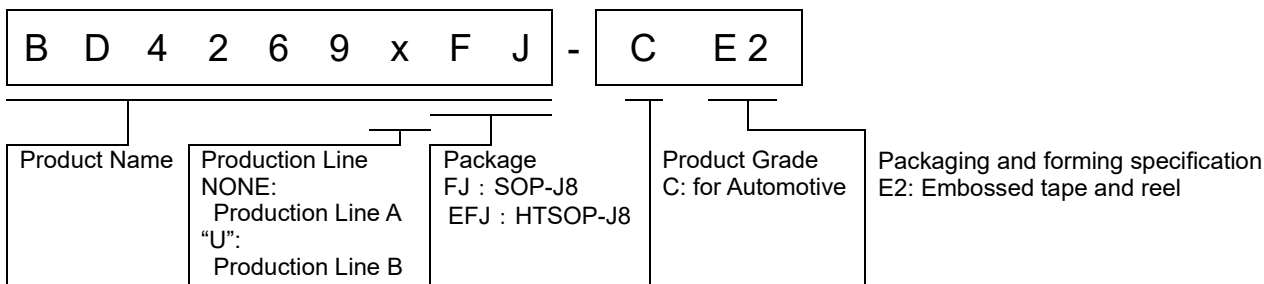 B D 4 2 6 9 x F J - C E 2
Product Name
Production Line
NONE:
Production Line A
“U”:
Production Line B
Package
FJ : SOP-J8
EFJ : HTSOP-J8
Product Grade
C: for Automotive
Packaging and forming specification
E2: Embossed tape and reel